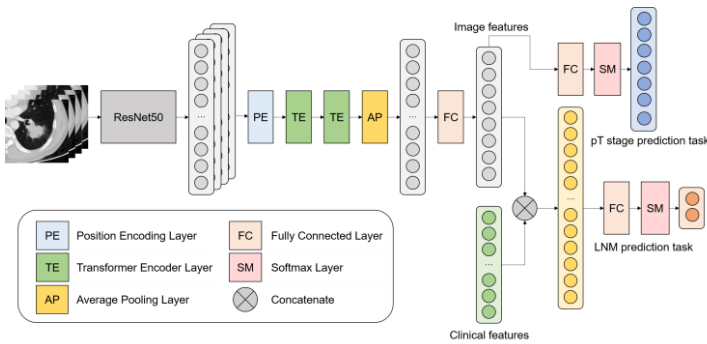 Image features
ResNet50
...
PE
TE
TE
AP
...
FC
FC
SM
pT stage prediction task
...
FC
SM
LNM prediction task
...
Clinical features
PE Position Encoding Layer
FC Fully Connected Layer
TE Transformer Encoder Layer
SM Softmax Layer
AP Average Pooling Layer
Concatenate